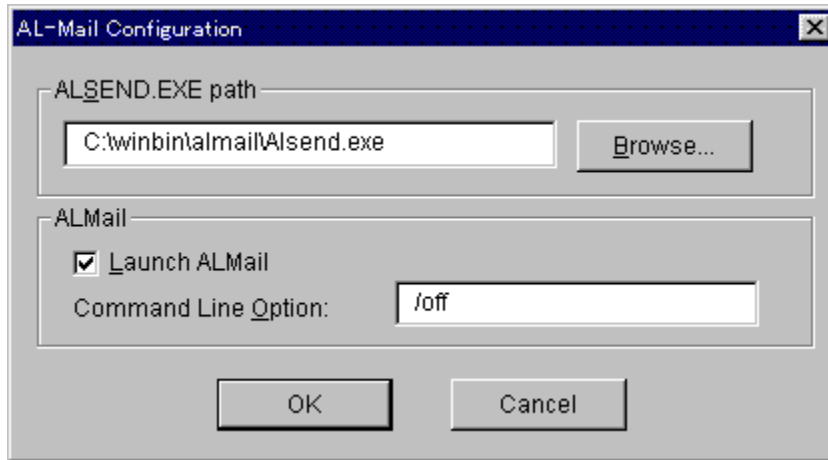 AL-Mail Configuration
ALSEND.EXE path
C:\winbin\almail\Alsend.exe
Browse...
ALMail
Launch ALMail
Command Line Option:
/off
OK
Cancel